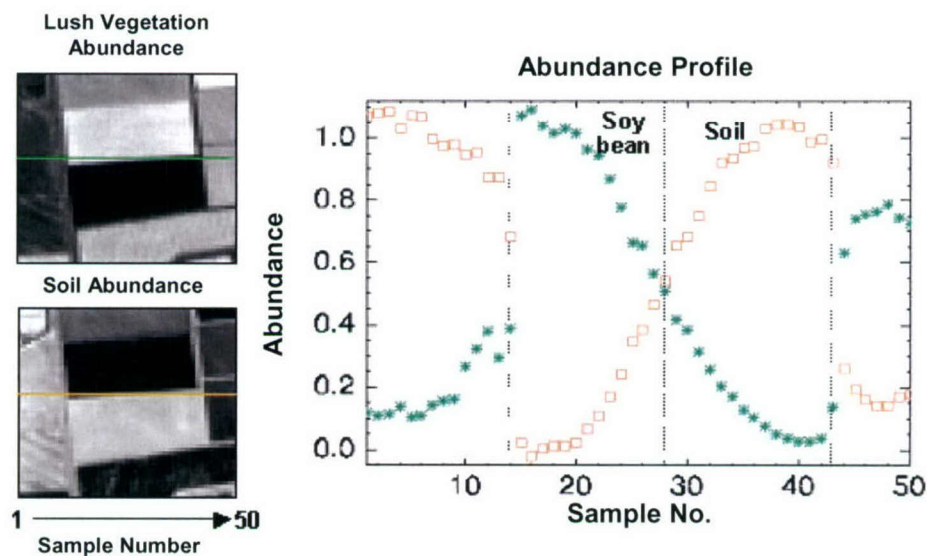 Lush Vegetation
Abundance
Soil Abundance
1
50
Sample Number
Abundance Profile
Abundance
1.0
0.8
0.6
0.4
0.2
0.0
Soy
bean
Soil
10
20
30
40
50
Sample No.